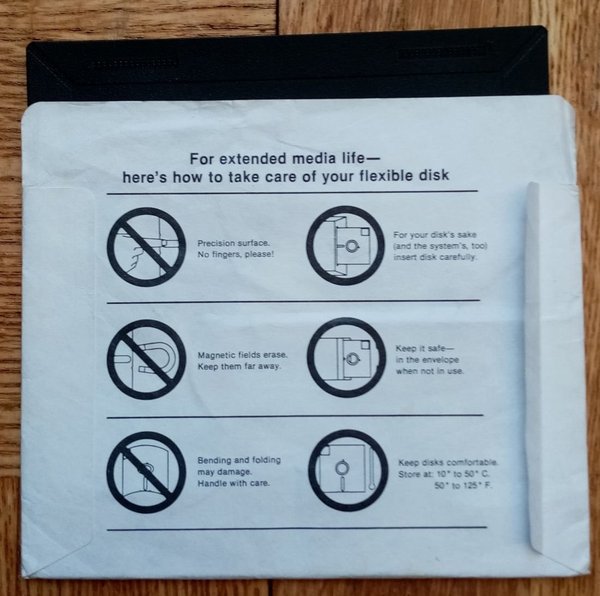 For extended media life—
here's how to take care of your flexible disk
Precision surface.
No fingers, please!
For your disk's sake
(and the system's, too)
insert disk carefully.
Magnetic fields erase.
Keep them far away.
Keep it safe—
in the envelope
when not in use.
Bending and folding
may damage.
Handle with care.
Keep disks comfortable.
Store at: 10° to 50° C.
50° to 125° F.